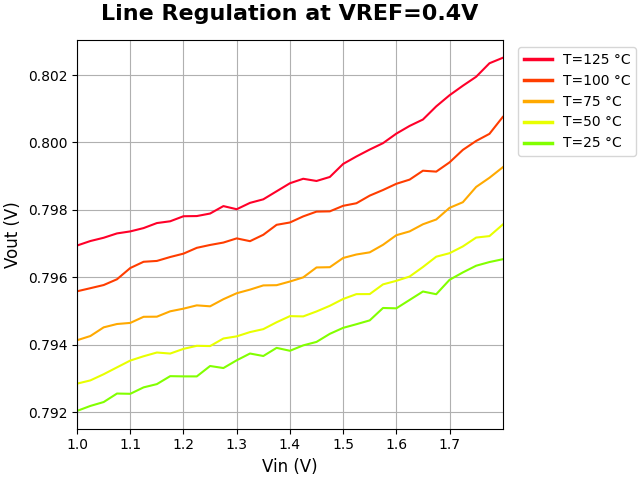 Line Regulation at VREF=0.4V
T=125 °C
T=100 °C
T=75 °C
T=50 °C
T=25 °C
Vout (V)
0.802
0.800
0.798
0.796
0.794
0.792
1.0 1.1 1.2 1.3 1.4 1.5 1.6 1.7
Vin (V)